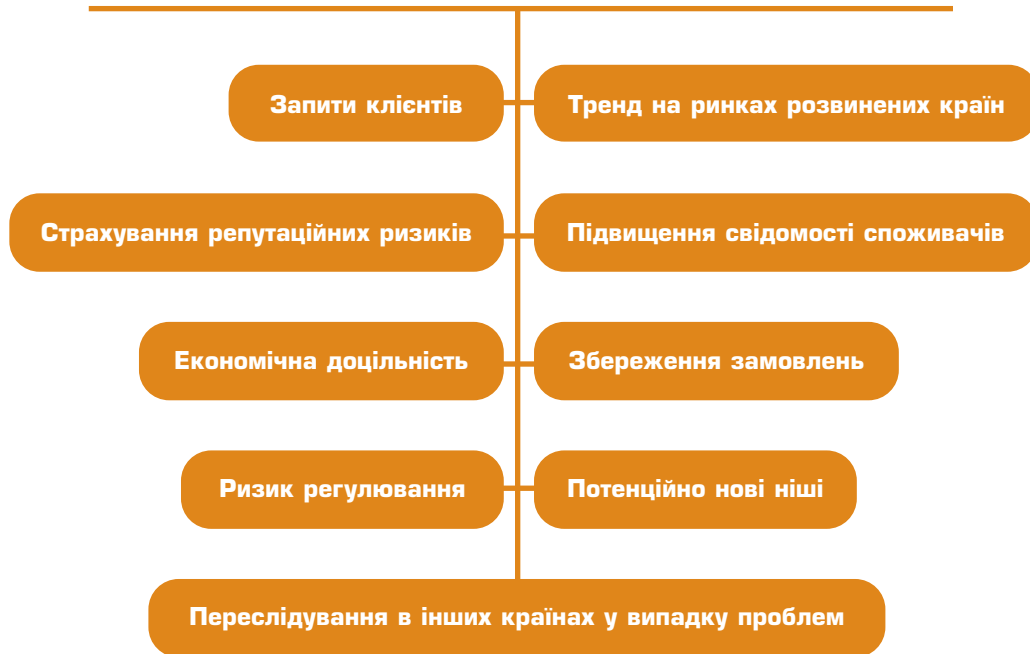 Запити клієнтів
Тренд на ринках розвинених країн
Страхування репутаційних ризиків
Підвищення свідомості споживачів
Економічна доцільність
Збереження замовлень
Ризик регулювання
Потенційно нові ніші
Переслідування в інших країнах у випадку проблем